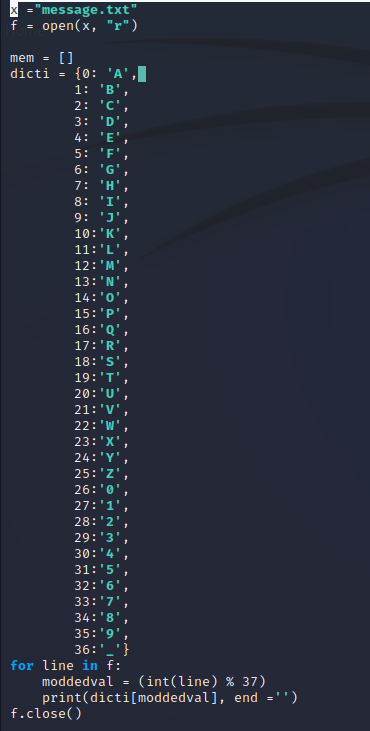 x ="message.txt"
f = open(x, "r")
mem = []
dicti = {0: 'A',
1: 'B',
2: 'C',
3: 'D',
4: 'E',
5: 'F',
6: 'G',
7: 'H',
8: 'I',
9: 'J',
10:'K',
11:'L',
12:'M',
13:'N',
14:'O',
15:'P',
16:'Q',
17:'R',
18:'S',
19:'T',
20:'U',
21:'V',
22:'W',
23:'X',
24:'Y',
25:'Z',
26:'0',
27:'1',
28:'2',
29:'3',
30:'4',
31:'5',
32:'6',
33:'7',
34:'8',
35:'9',
36:'_'}
for line in f:
moddedval = (int(line) % 37)
print(dicti[moddedval], end ='')
f.close()